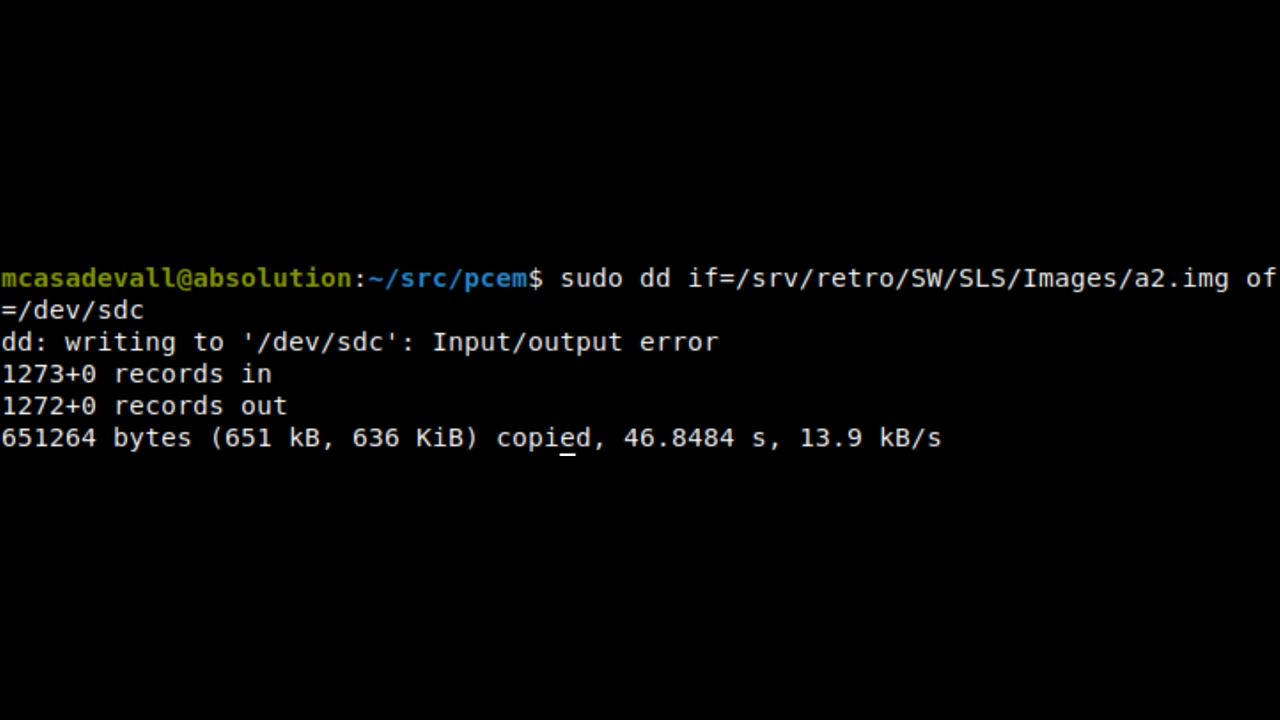 mcasadevall@absolution:~/src/pcem$ sudo dd if=/srv/retro/SW/SLS/Images/a2.img of
=/dev/sdc
dd: writing to '/dev/sdc': Input/output error
1273+0 records in
1272+0 records out
651264 bytes (651 kB, 636 KiB) copied, 46.8484 s, 13.9 kB/s